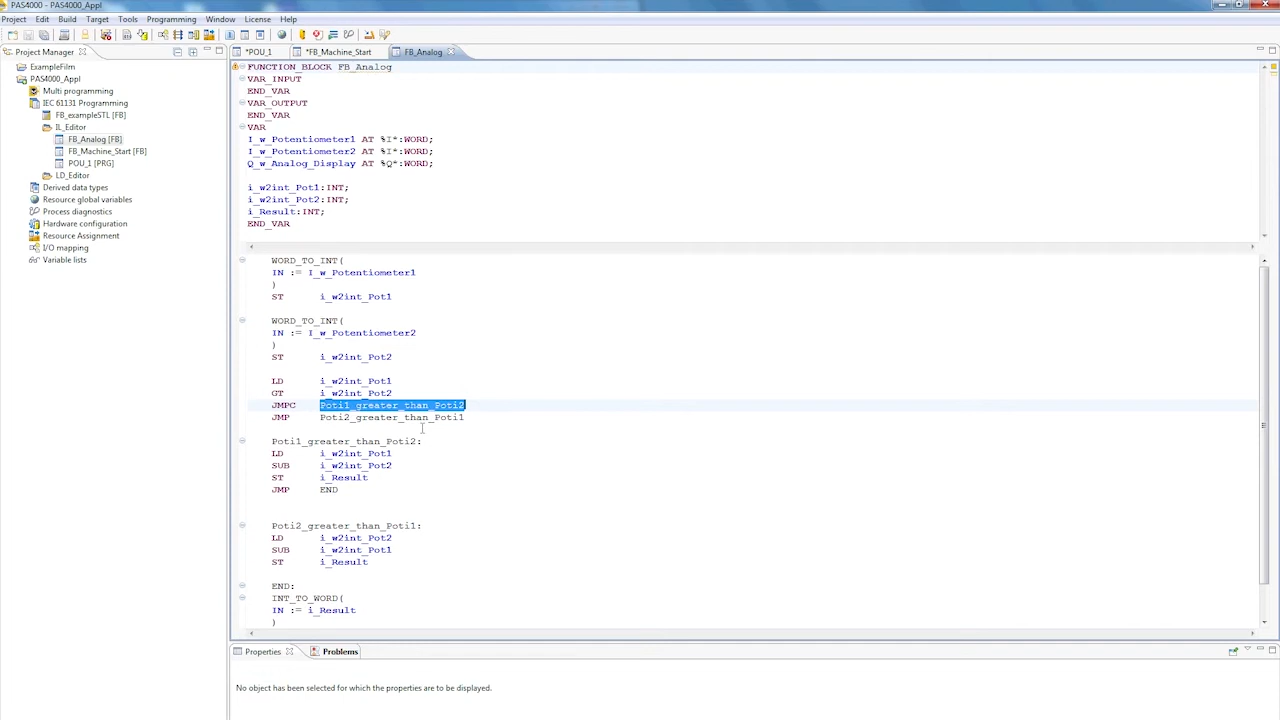 PAS4000 - PAS4000_Appl
Project Edit Build Target Tools Programming Window License Help
Project Manager
*POU_1
*FB_Machine_Start
FB_Analog
ExampleFilm
PAS4000_Appl
Multi programming
IEC 61131 Programming
FB_exampleSTL [FB]
IL_Editor
FB_Analog [FB]
FB_Machine_Start [FB]
POU_1 [PRG]
LD_Editor
Derived data types
Resource global variables
Process diagnostics
Hardware configuration
Resource Assignment
I/O mapping
Variable lists
FUNCTION_BLOCK FB_Analog
VAR_INPUT
END_VAR
VAR_OUTPUT
END_VAR
VAR
I_w_Potentiometer1 AT %I*:WORD;
I_w_Potentiometer2 AT %I*:WORD;
Q_w_Analog_Display AT %Q*:WORD;
i_w2int_Pot1:INT;
i_w2int_Pot2:INT;
i_Result:INT;
END_VAR
WORD_TO_INT(
IN := I_w_Potentiometer1
)
ST i_w2int_Pot1
WORD_TO_INT(
IN := I_w_Potentiometer2
)
ST i_w2int_Pot2
LD i_w2int_Pot1
GT i_w2int_Pot2
JMPC Poti1_greater_than_Poti2
JMP Poti2_greater_than_Poti1
Poti1_greater_than_Poti2:
LD i_w2int_Pot1
SUB i_w2int_Pot2
ST i_Result
JMP END
Poti2_greater_than_Poti1:
LD i_w2int_Pot2
SUB i_w2int_Pot1
ST i_Result
END:
INT_TO_WORD(
IN := i_Result
)
Properties
Problems
No object has been selected for which the properties are to be displayed.